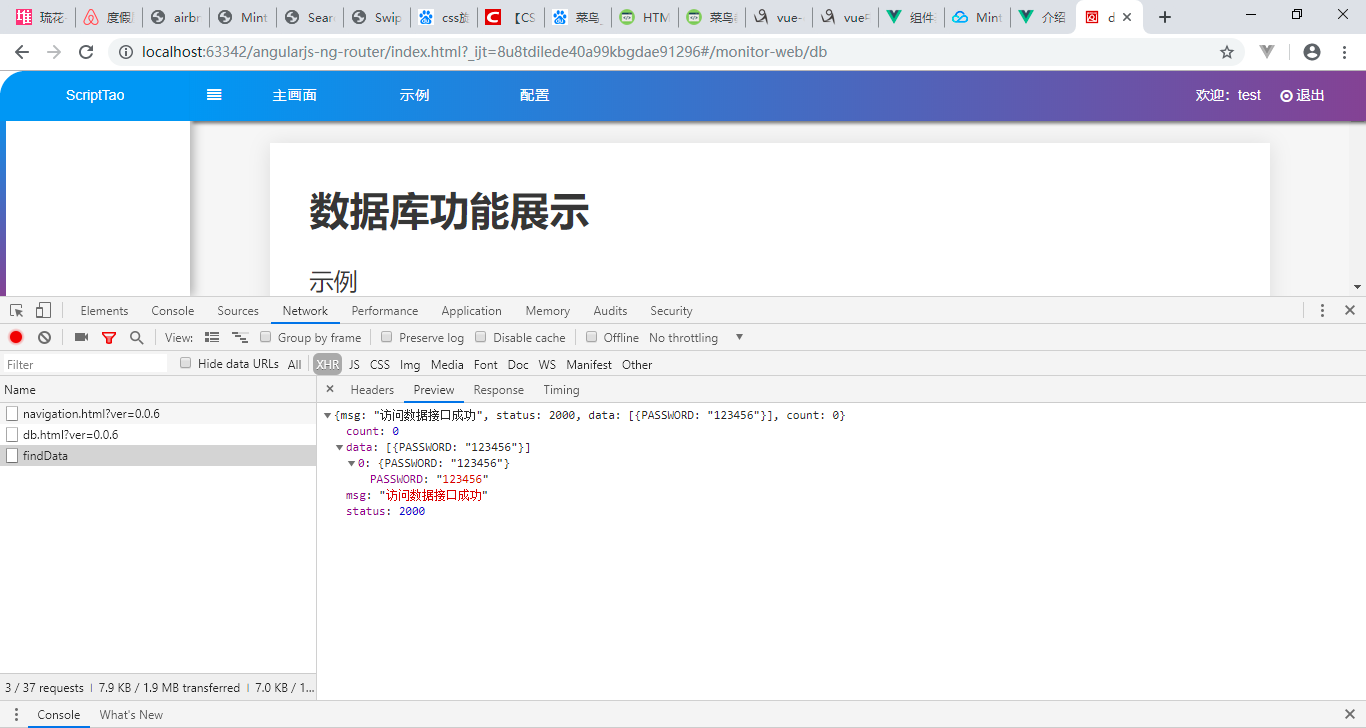 琉花 度假 airbr Mint Sear Swip css旋 【CS 菜鸟 HTM 菜鸟 vue- vueF 组件 Mint 介绍 d
localhost:63342/angularjs-ng-router/index.html?_ijt=8u8tdilede40a99kbgdae91296#/monitor-web/db
ScriptTao 主画面 示例 配置 欢迎：test 退出
数据库功能展示
示例
Elements Console Sources Network Performance Application Memory Audits Security
View: Group by frame Preserve log Disable cache Offline No throttling
Filter Hide data URLs All XHR JS CSS Img Media Font Doc WS Manifest Other
Name Headers Preview Response Timing
navigation.html?ver=0.0.6
db.html?ver=0.0.6
findData
{msg: "访问数据接口成功", status: 2000, data: [{PASSWORD: "123456"}], count: 0}
count: 0
data: [{PASSWORD: "123456"}]
0: {PASSWORD: "123456"}
PASSWORD: "123456"
msg: "访问数据接口成功"
status: 2000
3 / 37 requests 7.9 KB / 1.9 MB transferred 7.0 KB / 1...
Console What's New